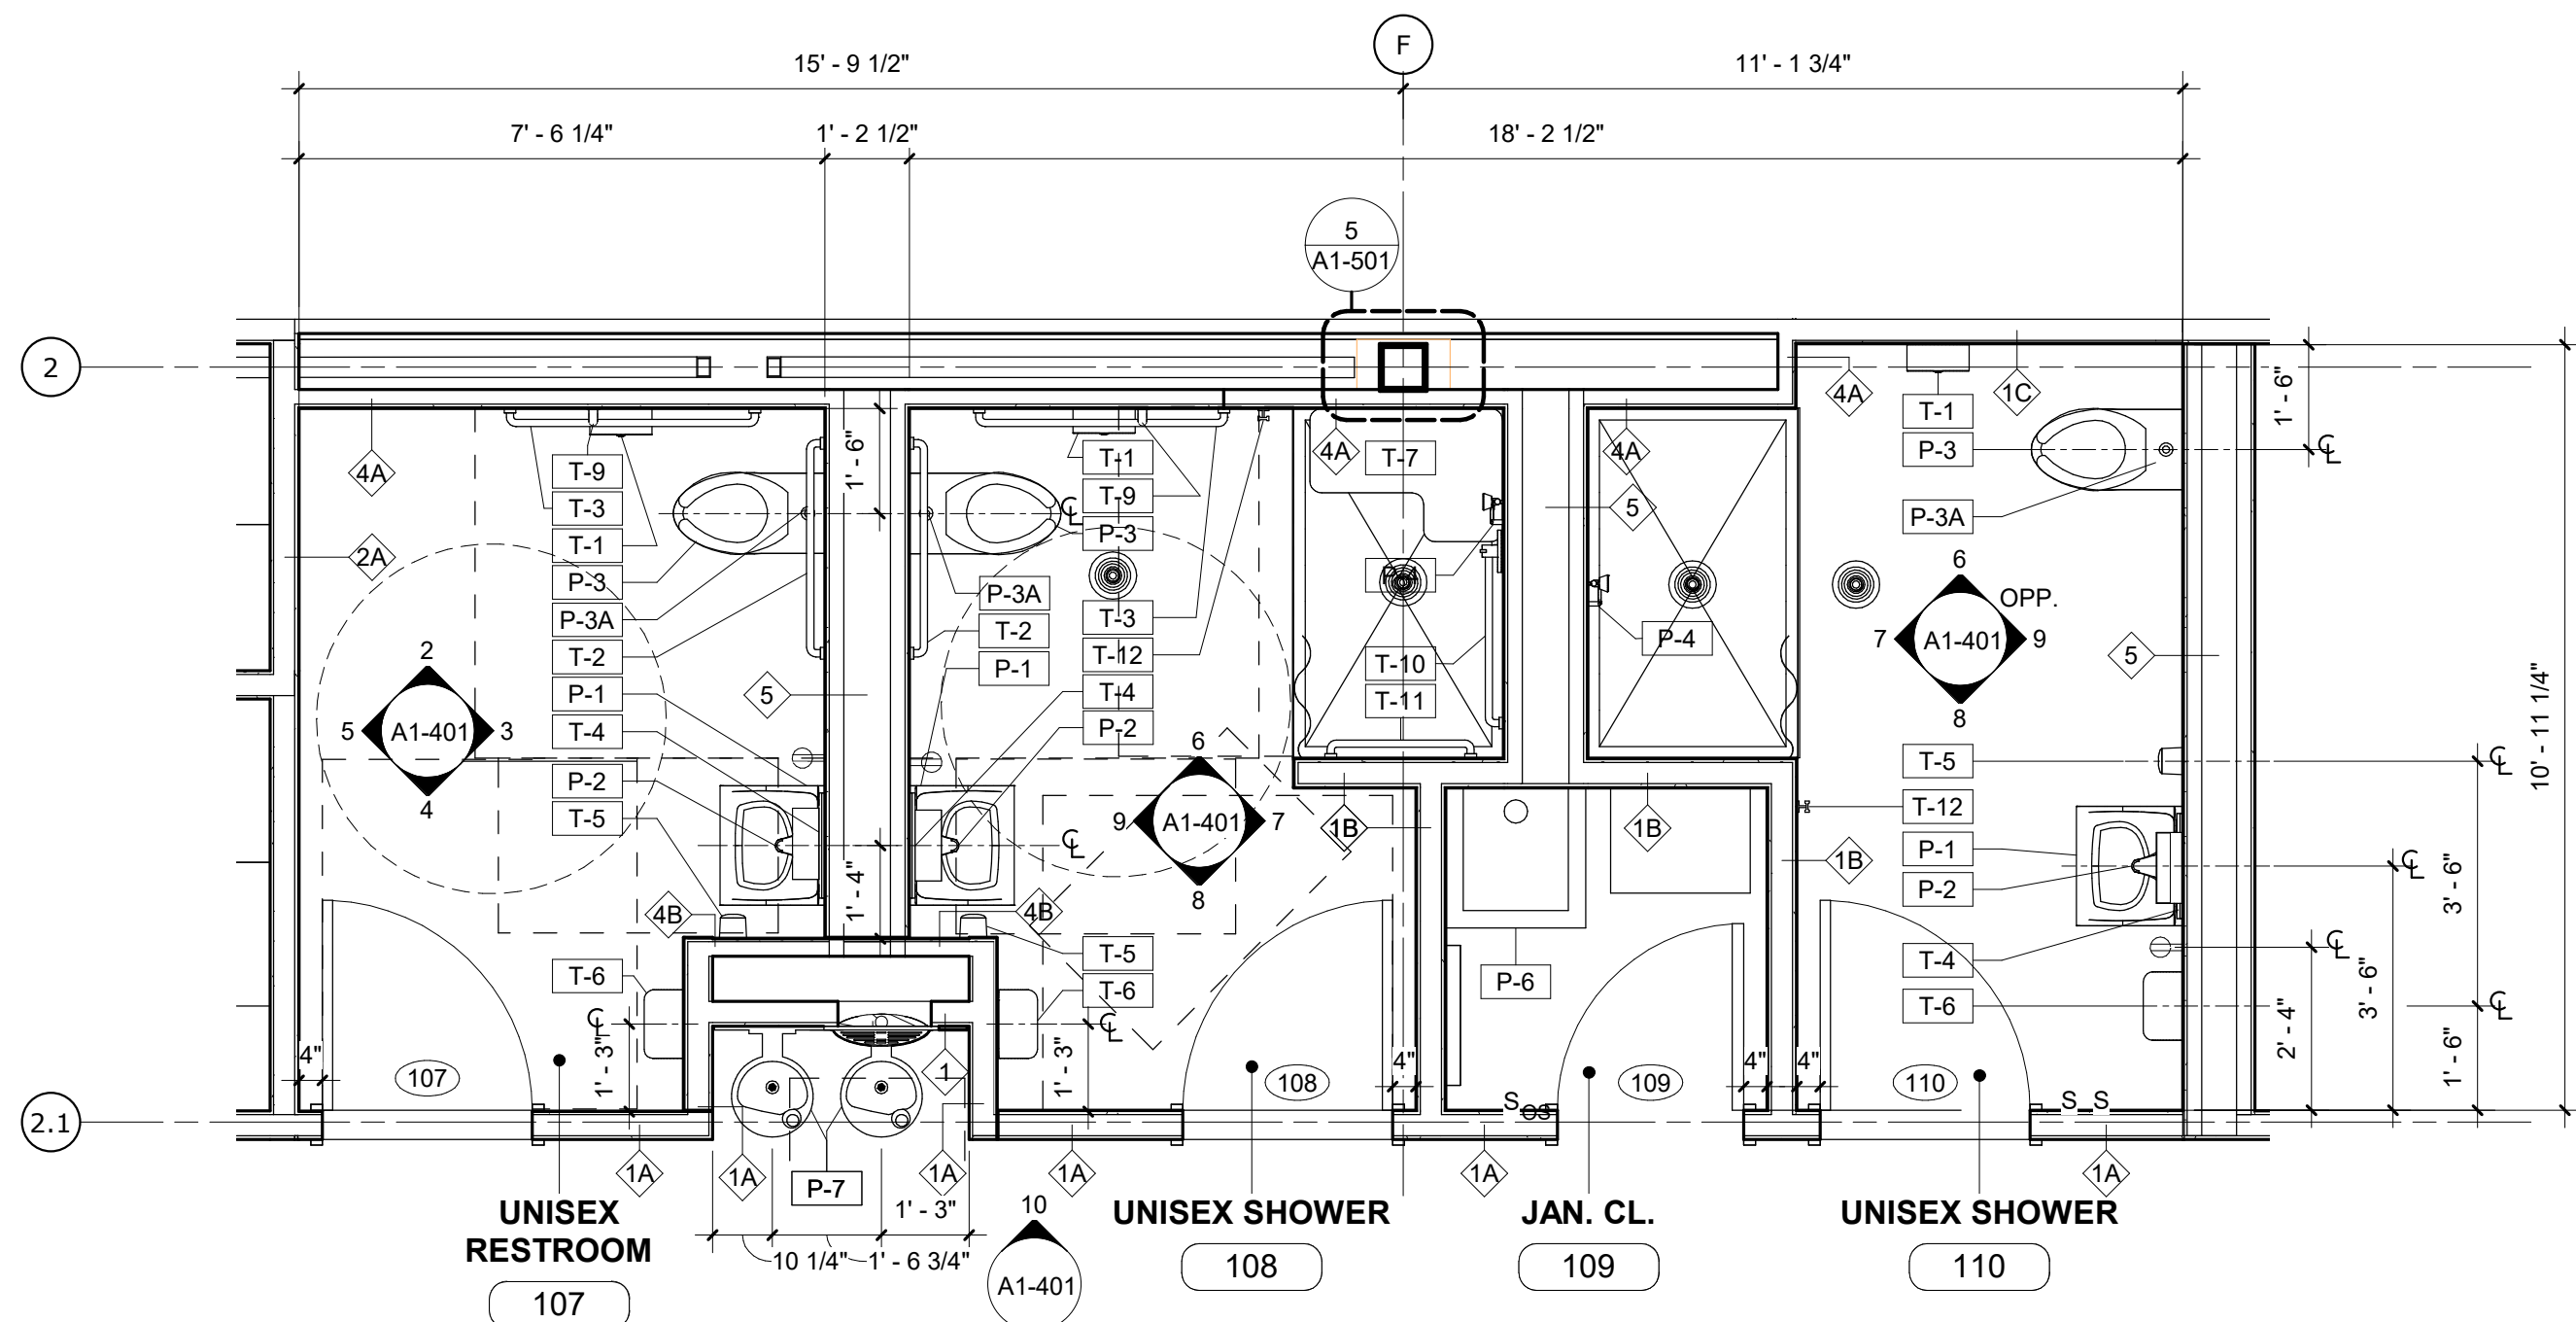 F
15' - 9 1/2"
11' - 1 3/4"
7' - 6 1/4"
1' - 2 1/2"
18' - 2 1/2"
5
A1-501
2
4A
1C
1' - 6"
T-1
P-3
℄
P-3A
6
OPP.
7
A1-401
9
8
5
10' - 11 1/4"
4A
2A
T-9
T-3
T-1
P-3
P-3A
T-2
P-1
T-4
P-2
T-5
2
5
A1-401
3
4
5
1' - 6"
℄
T-1
T-9
P-3
P-3A
T-2
P-1
T-3
T-12
T-4
P-2
4A
T-7
P-4
T-10
T-11
4A
5
P-4
6
9
A1-401
7
8
℄
1' - 4"
1B
1B
1B
T-5
℄
T-12
P-1
P-2
℄
3' - 6"
T-4
℄
T-6
℄
3' - 6"
2' - 4"
1' - 6"
4B
4B
T-6
T-5
T-6
℄
℄
1' - 3"
1' - 3"
4"
107
1
4"
108
P-6
109
4"
4"
110
S
OS
S
S
2.1
1A
1A
1A
1A
1A
1A
P-7
1' - 3"
10 1/4"
1' - 6 3/4"
10
A1-401
UNISEX
RESTROOM
107
UNISEX SHOWER
108
JAN. CL.
109
UNISEX SHOWER
110